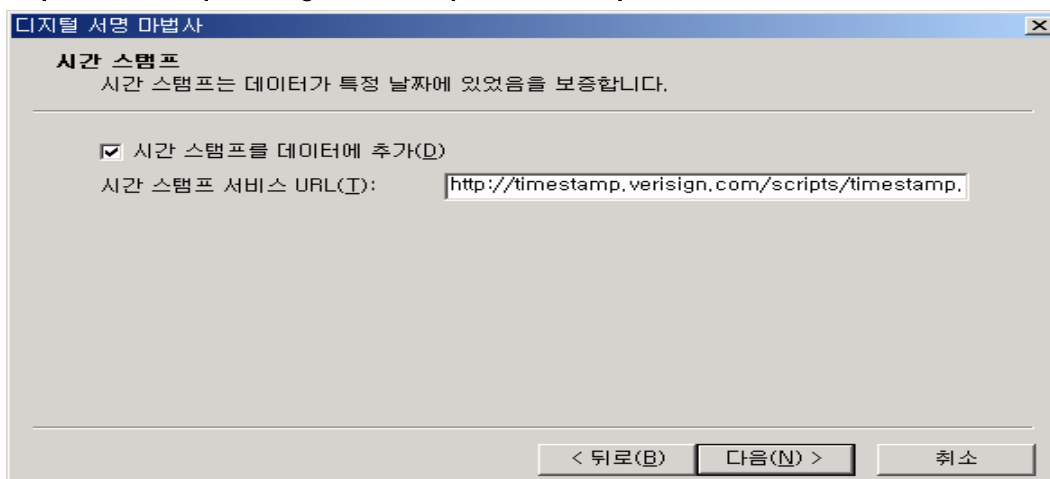 디지털 서명 마법사
시간 스탬프
시간 스탬프는 데이터가 특정 날짜에 있었음을 보증합니다.
시간 스탬프를 데이터에 추가(D)
시간 스탬프 서비스 URL(T): http://timestamp.verisign.com/scripts/timestamp.
< 뒤로(B) 다음(N) > 취소